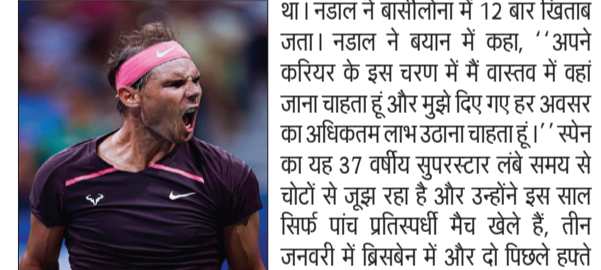 था। नडाल ने बार्सीलोना में 12 बार खिताब
जता। नडाल ने बयान में कहा, ‘‘अपने
करियर के इस चरण में मैं वास्तव में वहां
जाना चाहता हूं और मुझे दिए गए हर अवसर
का अधिकतम लाभ उठाना चाहता हूं।’’ स्पेन
का यह 37 वर्षीय सुपरस्टार लंबे समय से
चोटों से जूझ रहा है और उन्होंने इस साल
सिर्फ पांच प्रतिस्पर्धी मैच खेले हैं, तीन
जनवरी में ब्रिसबेन में और दो पिछले हफ्ते